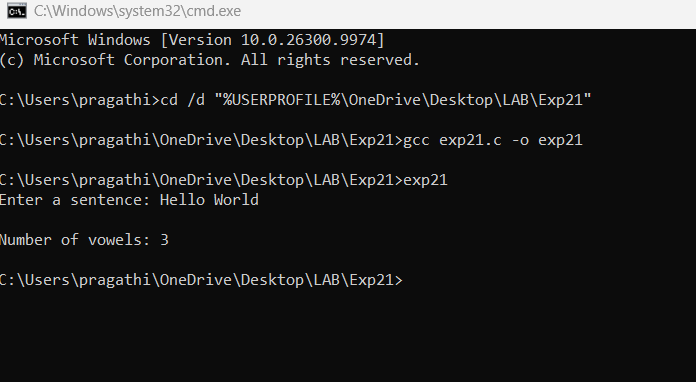 C:\Windows\system32\cmd.exe
Microsoft Windows [Version 10.0.26300.9974]
(c) Microsoft Corporation. All rights reserved.
C:\Users\pragathi>cd /d "%USERPROFILE%\OneDrive\Desktop\LAB\Exp21"
C:\Users\pragathi\OneDrive\Desktop\LAB\Exp21>gcc exp21.c -o exp21
C:\Users\pragathi\OneDrive\Desktop\LAB\Exp21>exp21
Enter a sentence: Hello World
Number of vowels: 3
C:\Users\pragathi\OneDrive\Desktop\LAB\Exp21>